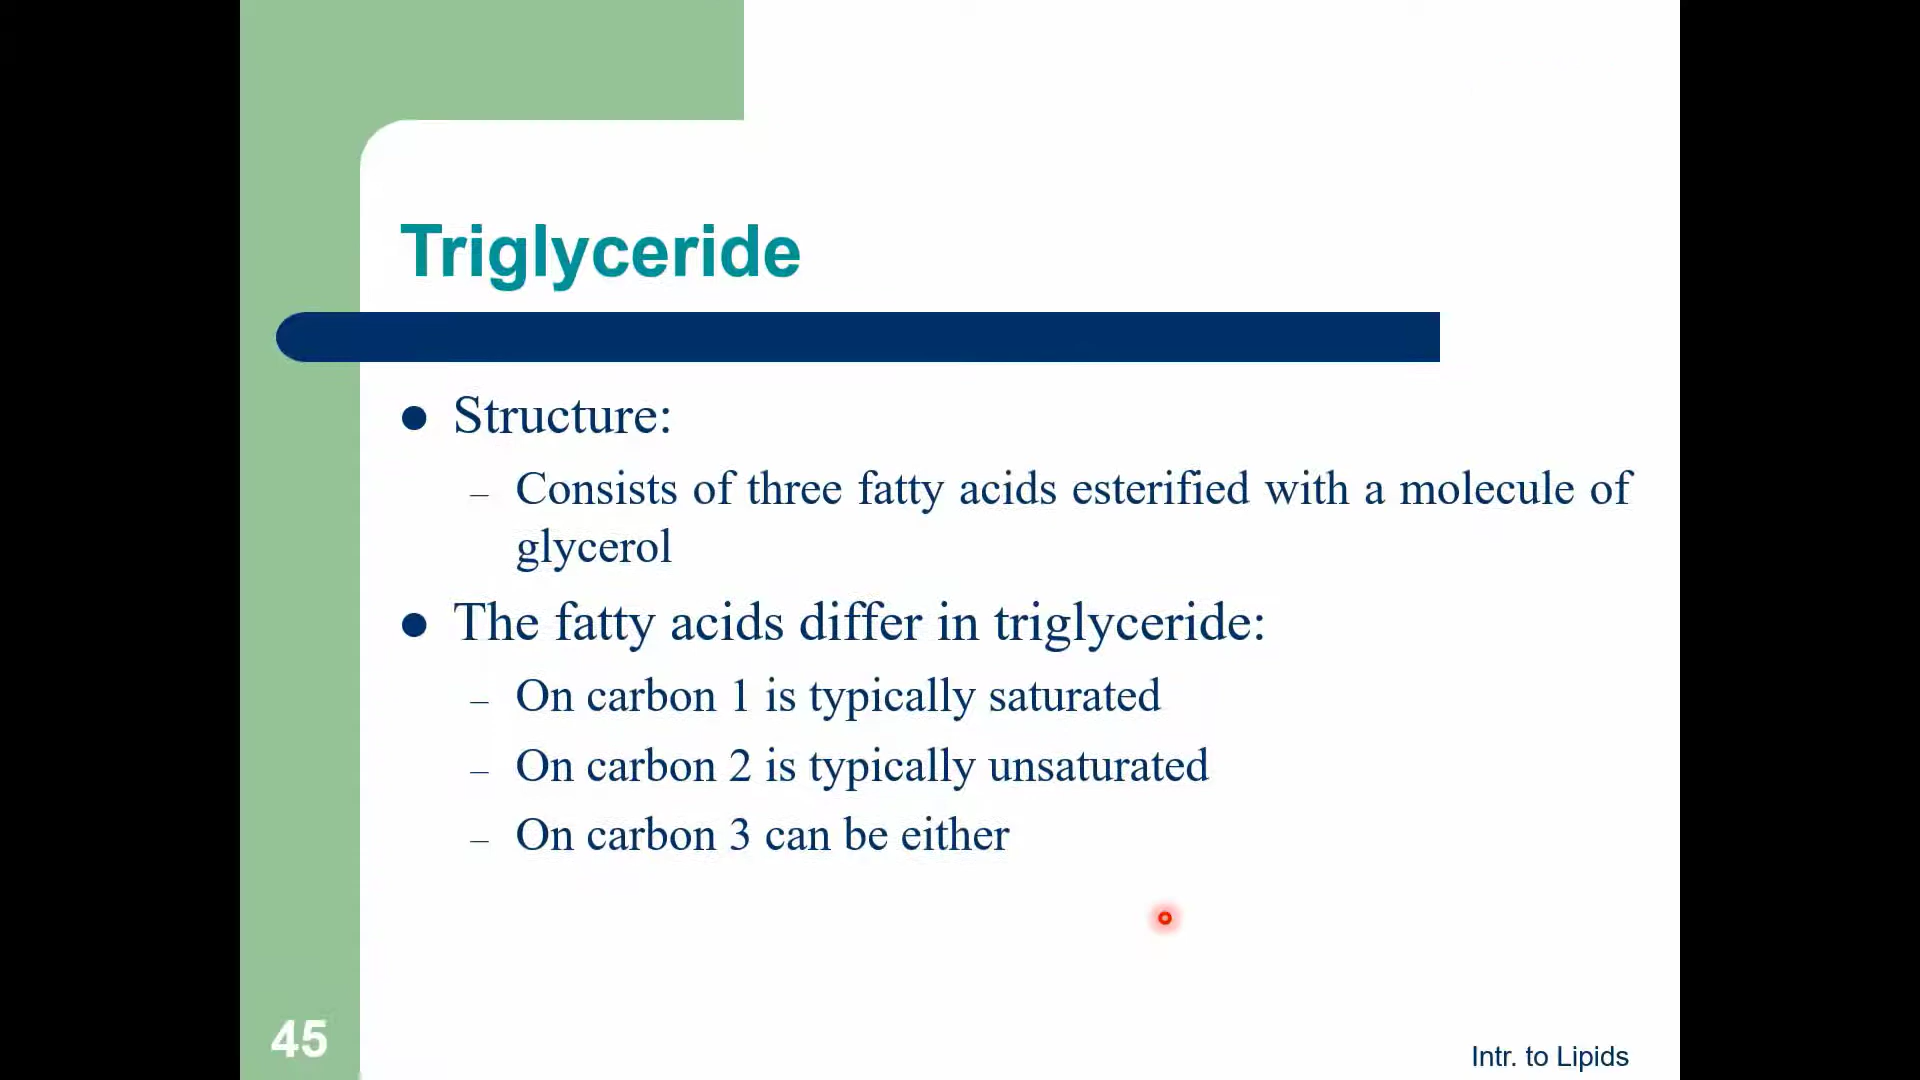 Triglyceride
● Structure:
– Consists of three fatty acids esterified with a molecule of
glycerol
● The fatty acids differ in triglyceride:
– On carbon 1 is typically saturated
– On carbon 2 is typically unsaturated
– On carbon 3 can be either
45
Intr. to Lipids